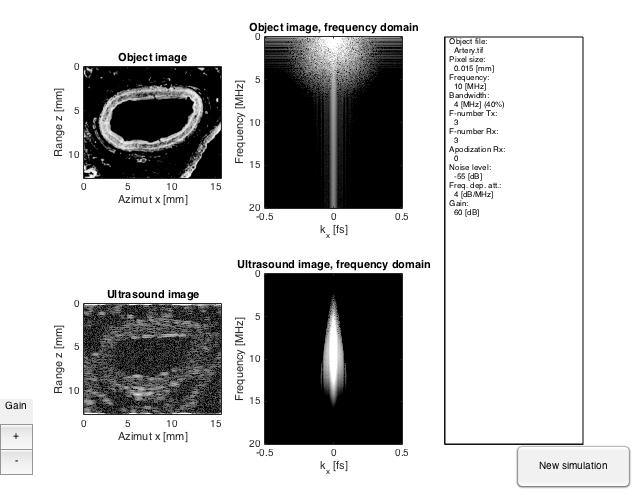 Object image
0
5
10
Range z [mm]
0
5
10
15
Azimut x [mm]
Object image, frequency domain
0
5
10
15
20
Frequency [MHz]
-0.5
0
0.5
k x [fs]
Object file:
Artery.tif
Pixel size:
0.015 [mm]
Frequency:
10 [MHz]
Bandwidth:
4 [MHz] (40%)
F-number Tx:
3
F-number Rx:
3
Apodization Rx:
0
Noise level:
-55 [dB]
Freq. dep. att.:
4 [dB/MHz]
Gain:
60 [dB]
Ultrasound image
0
5
10
Range z [mm]
0
5
10
15
Azimut x [mm]
Ultrasound image, frequency domain
0
5
10
15
20
Frequency [MHz]
-0.5
0
0.5
k x [fs]
Gain
+
-
New simulation